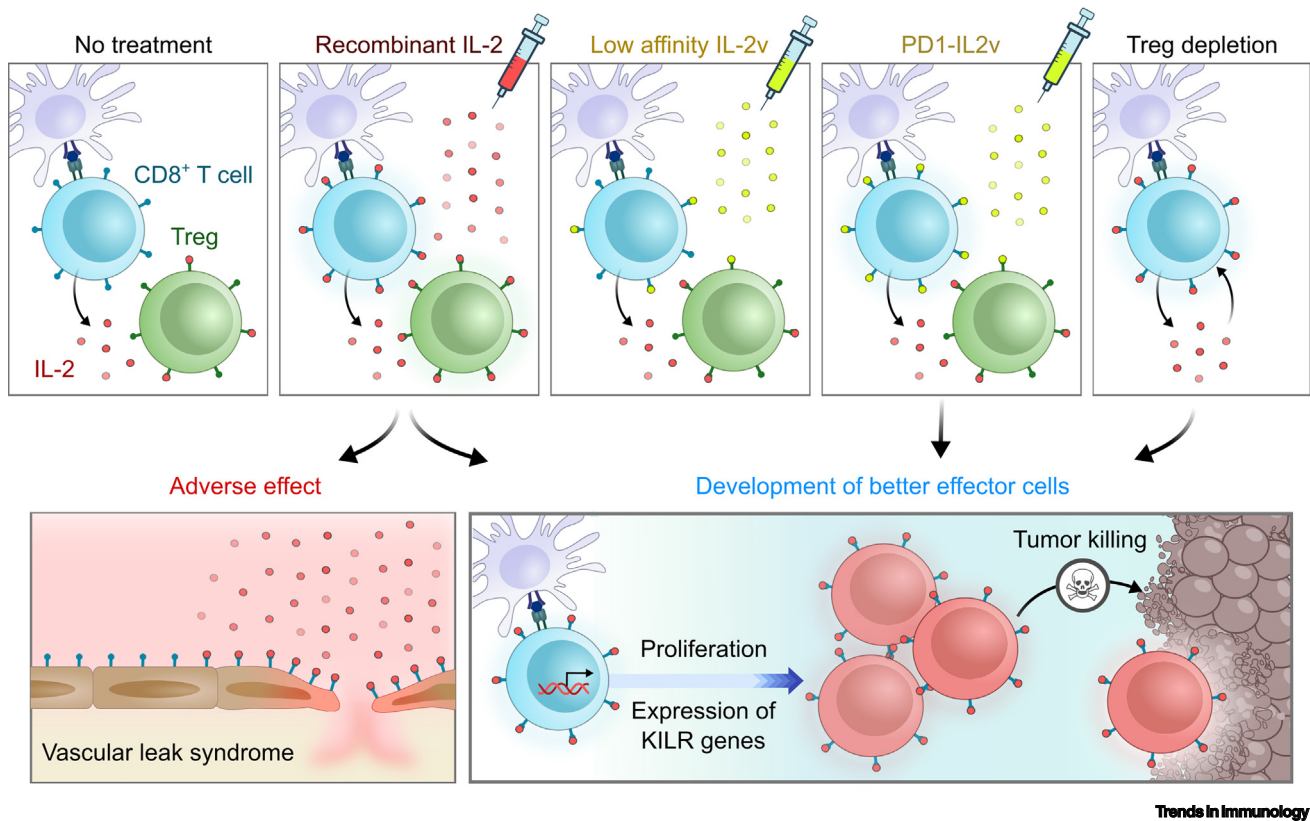 No treatment
Recombinant IL-2
Low affinity IL-2v
PD1-IL2v
Treg depletion
CD8⁺ T cell
Treg
IL-2
Adverse effect
Development of better effector cells
Vascular leak syndrome
Proliferation
Expression of
KILR genes
Tumor killing
Trends in Immunology